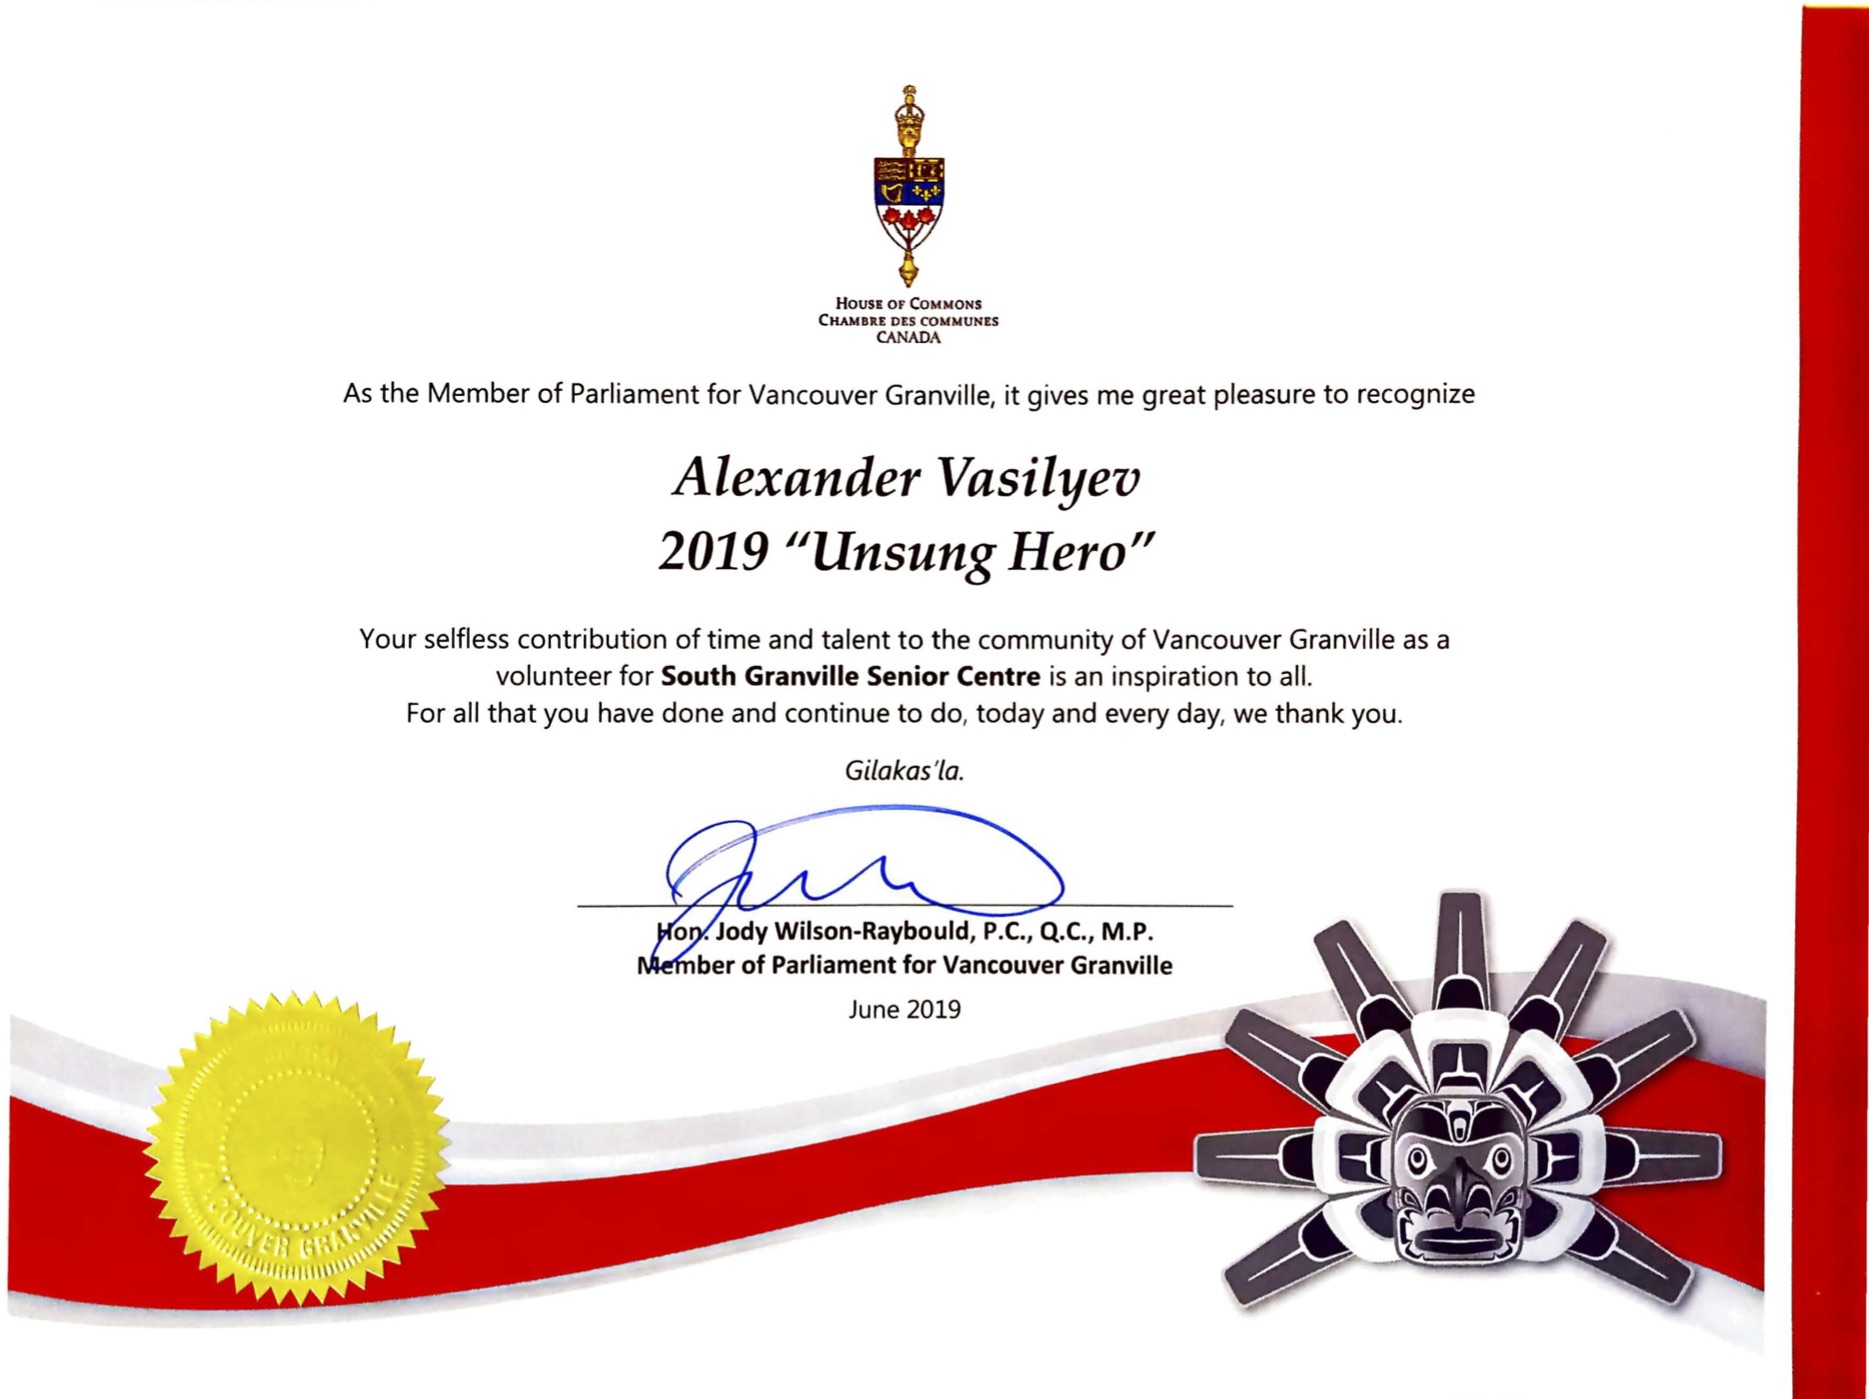 HOUSE OF COMMONS
CHAMBRE DES COMMUNES
CANADA
As the Member of Parliament for Vancouver Granville, it gives me great pleasure to recognize
Alexander Vasilyev
2019 “Unsung Hero”
Your selfless contribution of time and talent to the community of Vancouver Granville as a
volunteer for South Granville Senior Centre is an inspiration to all.
For all that you have done and continue to do, today and every day, we thank you.
Gilakas'la.
Hon. Jody Wilson-Raybould, P.C., Q.C., M.P.
Member of Parliament for Vancouver Granville
June 2019
GRANVILLE